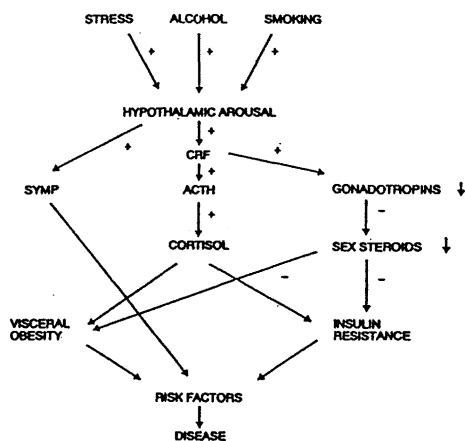 STRESS ALCOHOL SMOKING
+ + +
HYPOTHALAMIC AROUSAL
+
+ CRF +
+
SYMP ACTH GONADOTROPINS ↓
+ −
CORTISOL SEX STEROIDS ↓
− −
VISCERAL OBESITY
INSULIN RESISTANCE
RISK FACTORS
DISEASE